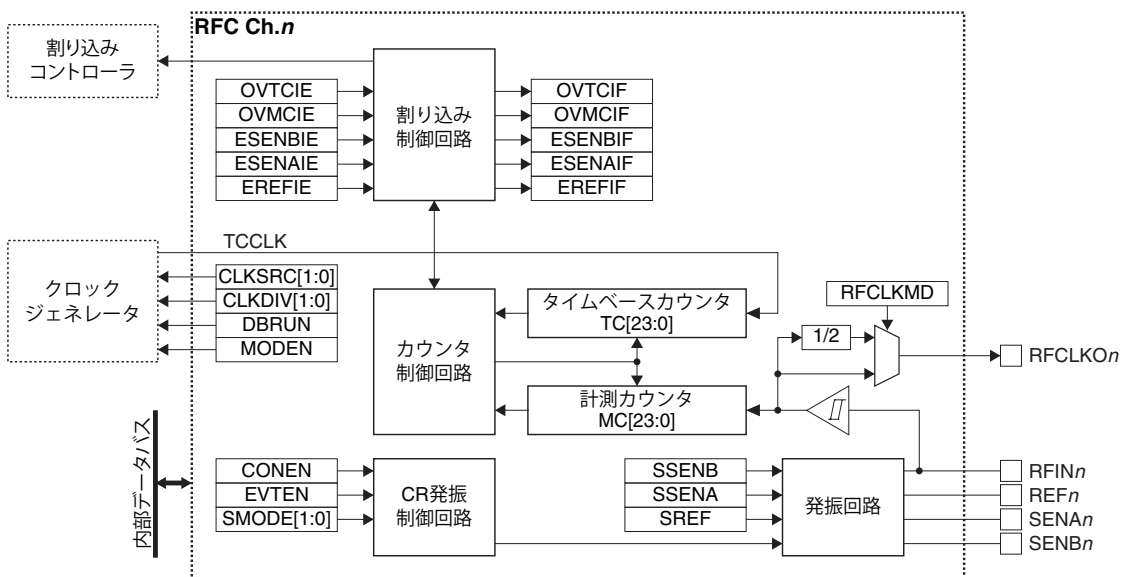 RFC Ch.n
割り込み
コントローラ
OVTCIE
OVMCIE
ESENBIE
ESENAIE
EREFIE
割り込み
制御回路
OVTCIF
OVMCIF
ESENBIF
ESENAIF
EREFIF
TCCLK
クロック
ジェネレータ
CLKSRC[1:0]
CLKDIV[1:0]
DBRUN
MODEN
カウンタ
制御回路
タイムベースカウンタ
TC[23:0]
計測カウンタ
MC[23:0]
RFCLKMD
1/2
RFCLKOn
内部データバス
CONEN
EVTEN
SMODE[1:0]
CR発振
制御回路
SSENB
SSENA
SREF
発振回路
RFINn
REFn
SENAn
SENBn